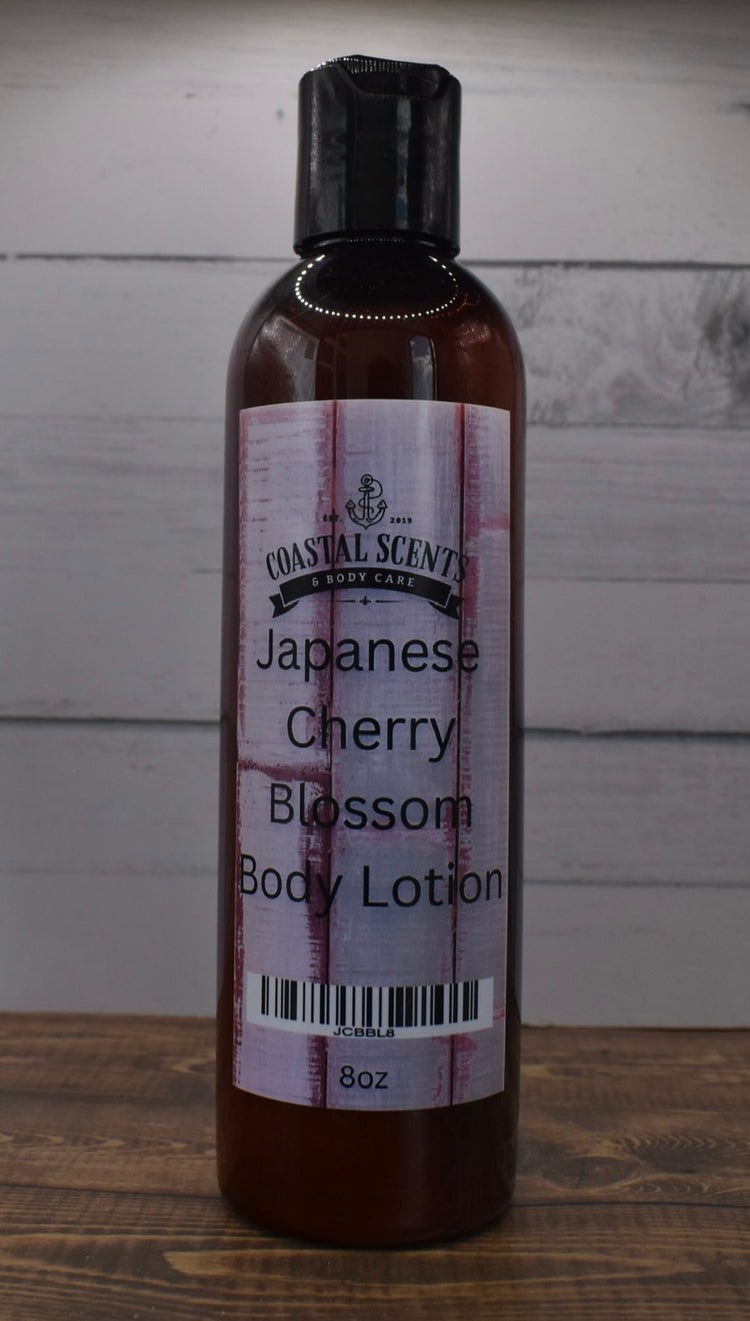 EST. 2019
COASTAL SCENTS
& BODY CARE
Japanese
Cherry
Blossom
Body Lotion
JCBBL8
8oz